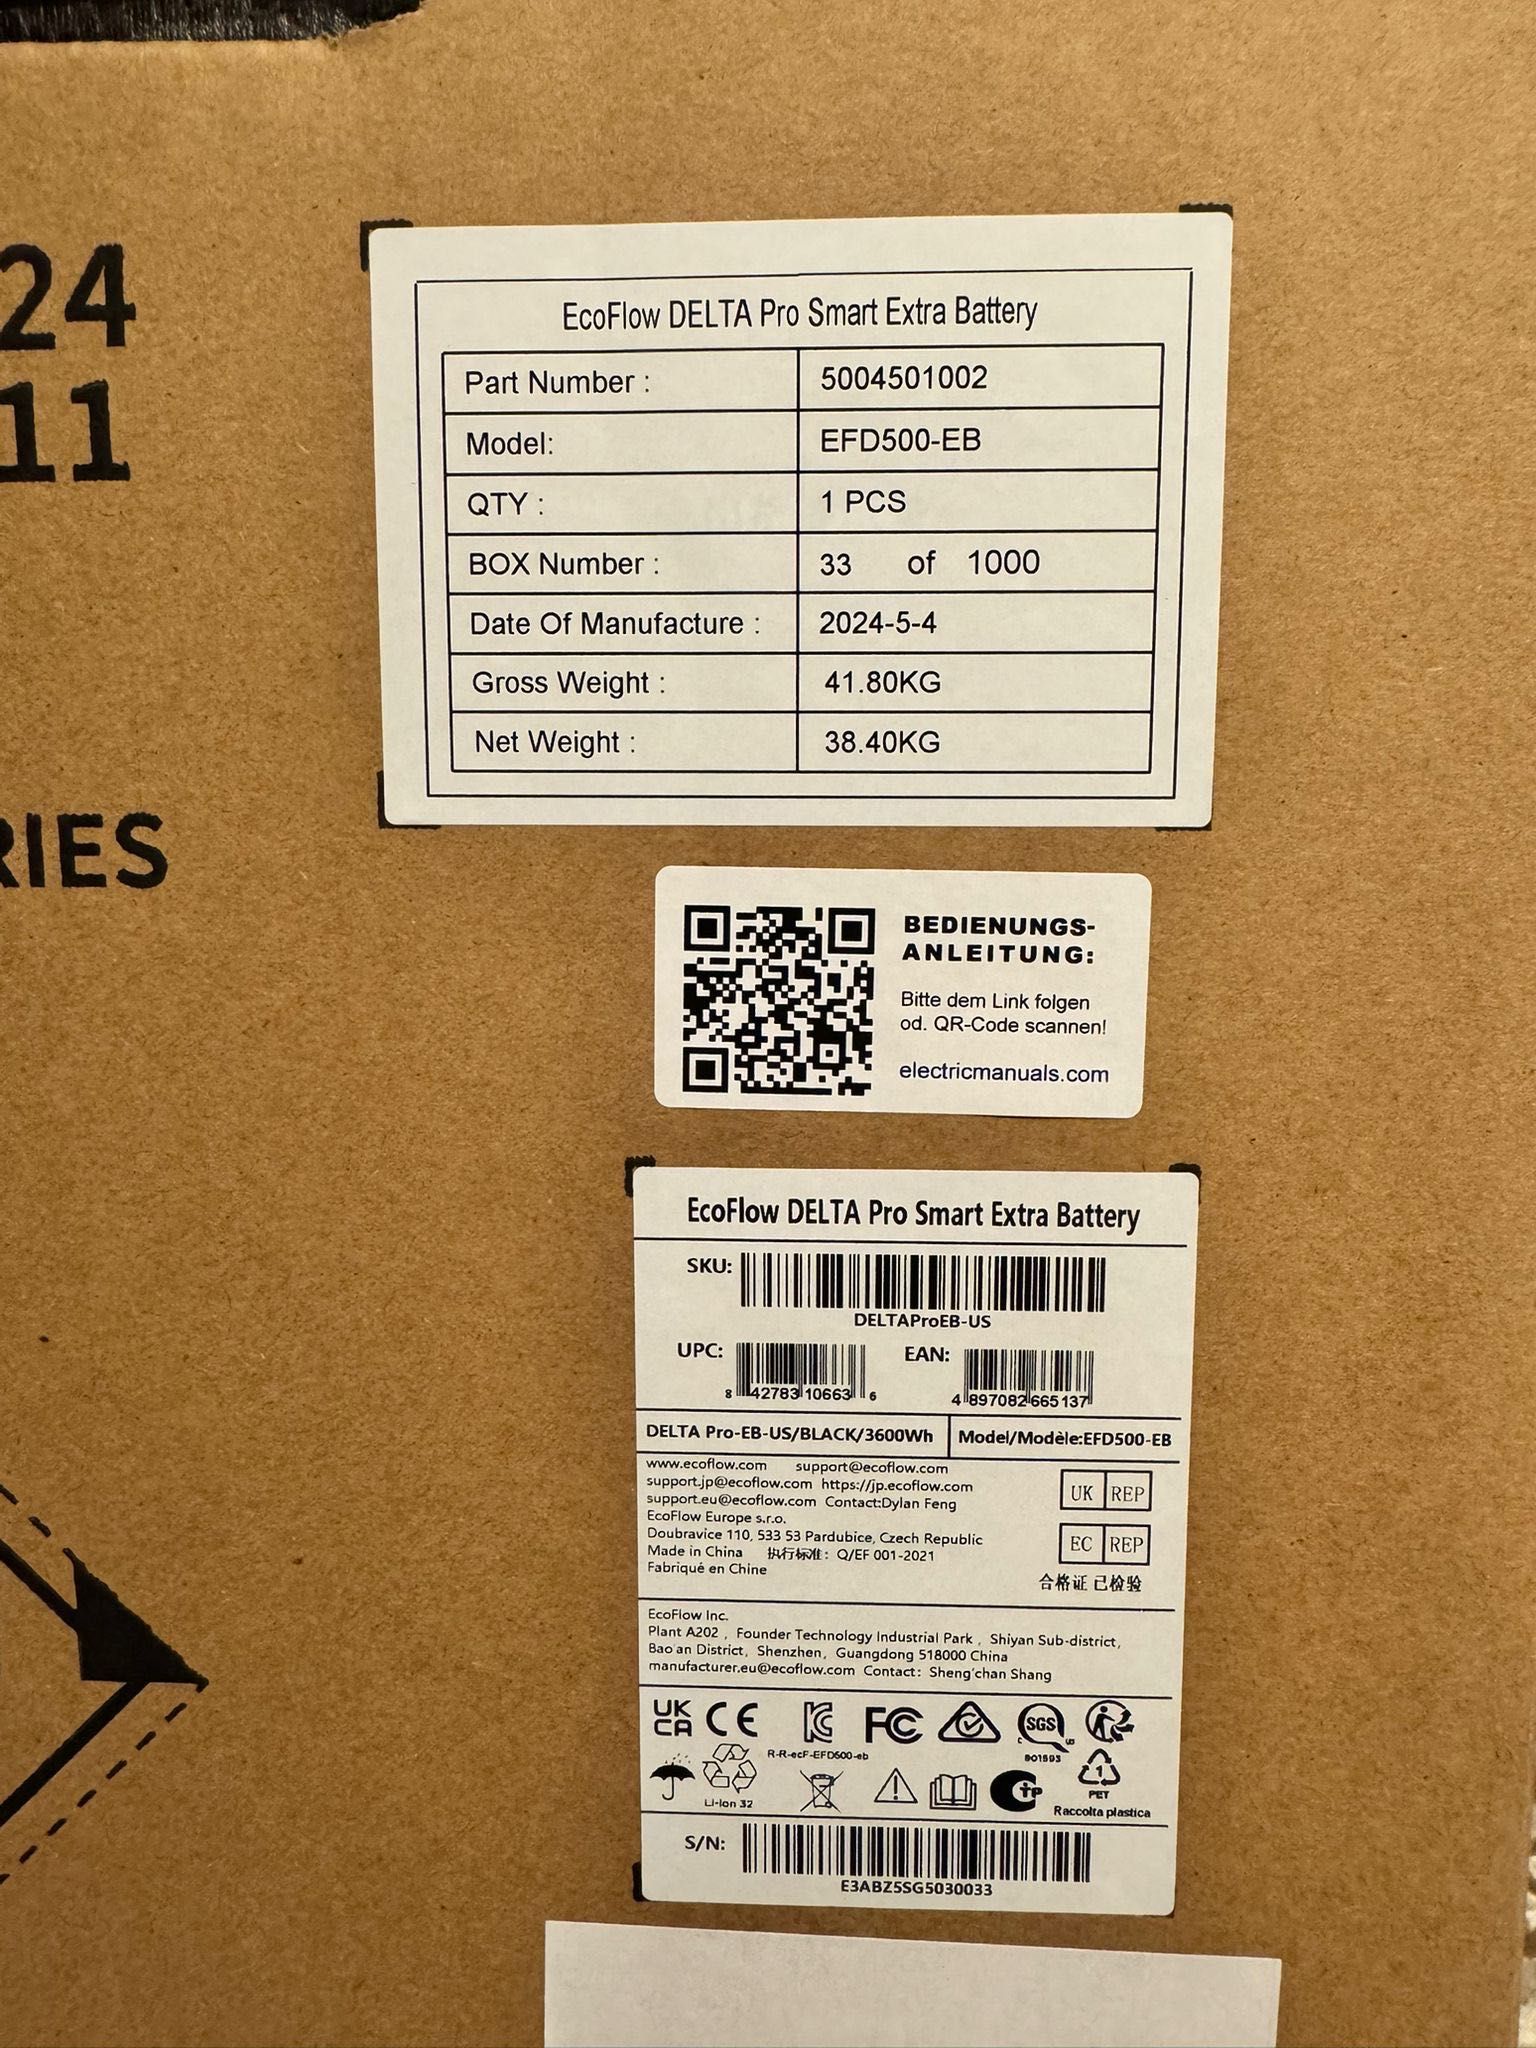 24
11
RIES
EcoFlow DELTA Pro Smart Extra Battery
Part Number : 5004501002
Model: EFD500-EB
QTY : 1 PCS
BOX Number : 33 of 1000
Date Of Manufacture : 2024-5-4
Gross Weight : 41.80KG
Net Weight : 38.40KG
BEDIENUNGS-
ANLEITUNG:
Bitte dem Link folgen
od. QR-Code scannen!
electricmanuals.com
EcoFlow DELTA Pro Smart Extra Battery
SKU:
DELTAProEB-US
UPC: EAN:
8 42783 10663 6 4 897082 665137
DELTA Pro-EB-US/BLACK/3600Wh Model/Modèle:EFD500-EB
www.ecoflow.com support@ecoflow.com
support.jp@ecoflow.com https://jp.ecoflow.com
support.eu@ecoflow.com Contact:Dylan Feng
EcoFlow Europe s.r.o.
Doubravice 110, 533 53 Pardubice, Czech Republic
Made in China 执行标准: Q/EF 001-2021
Fabriqué en Chine
UK REP
EC REP
合格证 已检验
EcoFlow Inc.
Plant A202 , Founder Technology Industrial Park , Shiyan Sub-district,
Bao'an District, Shenzhen, Guangdong 518000 China
manufacturer.eu@ecoflow.com Contact: Sheng'chan Shang
UK
CA CE FC SGS
R-R-ecF-EFD500-eb
Li-Ion 32
1
PET
Raccolta plastica
S/N:
E3ABZ5SG5030033